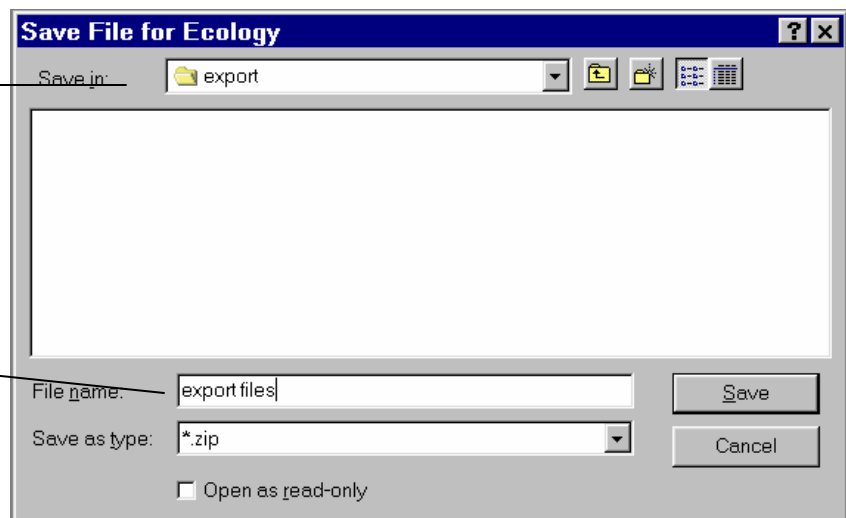 Save File for Ecology
Save in: export
File name: export files Save
Save as type: *.zip Cancel
Open as read-only